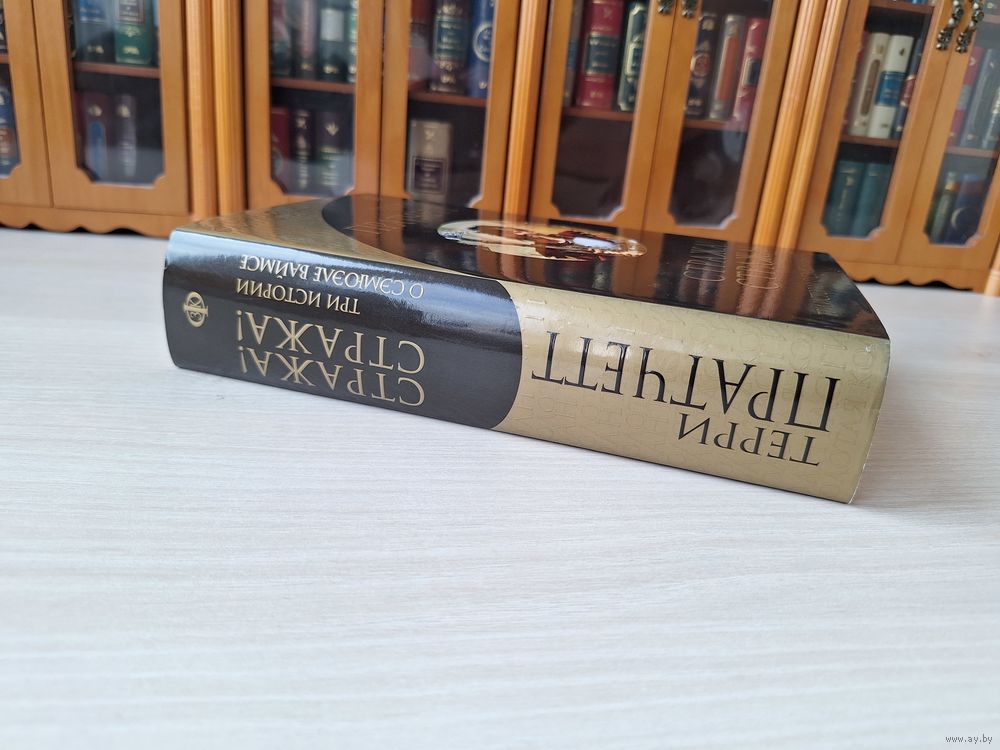 ТЕРРИ
ПРАТЧЕТТ
СТРАЖА!
СТРАЖА!
ТРИ ИСТОРИИ
О СЭМЮЭЛЕ ВАЙМСЕ
www.ay.by